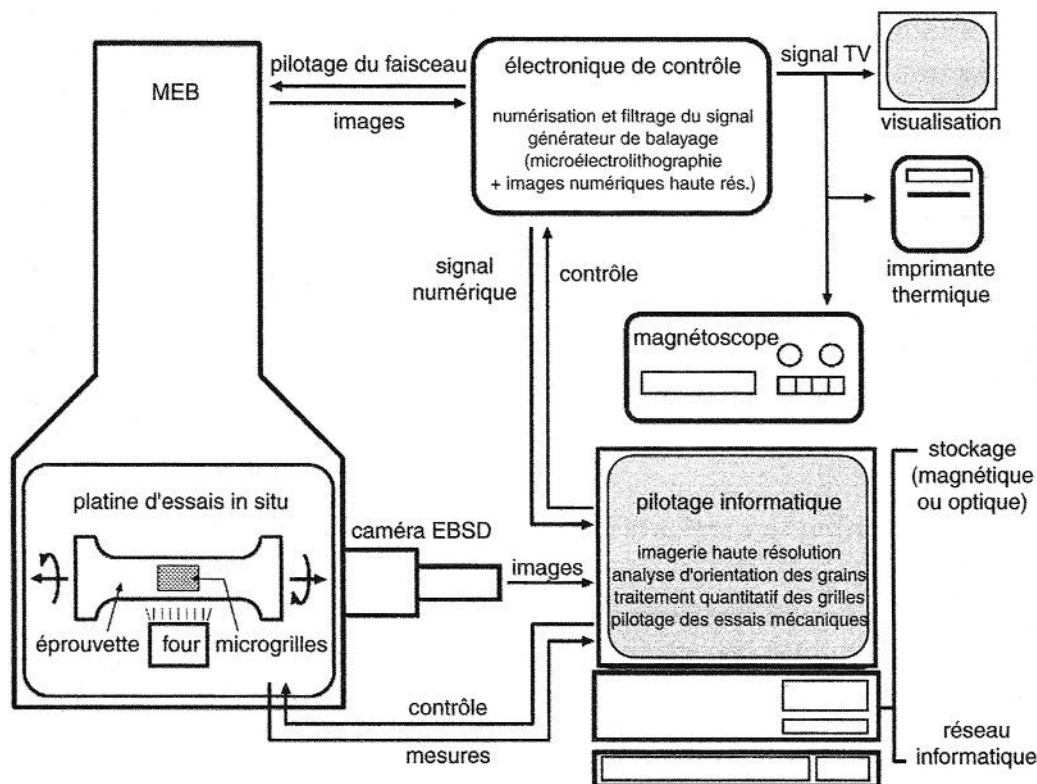 MEB
pilotage du faisceau
images
électronique de contrôle
numérisation et filtrage du signal
générateur de balayage
(microélectrolithographie
+ images numériques haute rés.)
signal TV
visualisation
imprimante
thermique
signal
numérique
contrôle
magnétoscope
platine d'essais in situ
éprouvette
four
microgrilles
caméra EBSD
images
pilotage informatique
imagerie haute résolution
analyse d'orientation des grains
traitement quantitatif des grilles
pilotage des essais mécaniques
stockage
(magnétique
ou optique)
contrôle
mesures
réseau
informatique